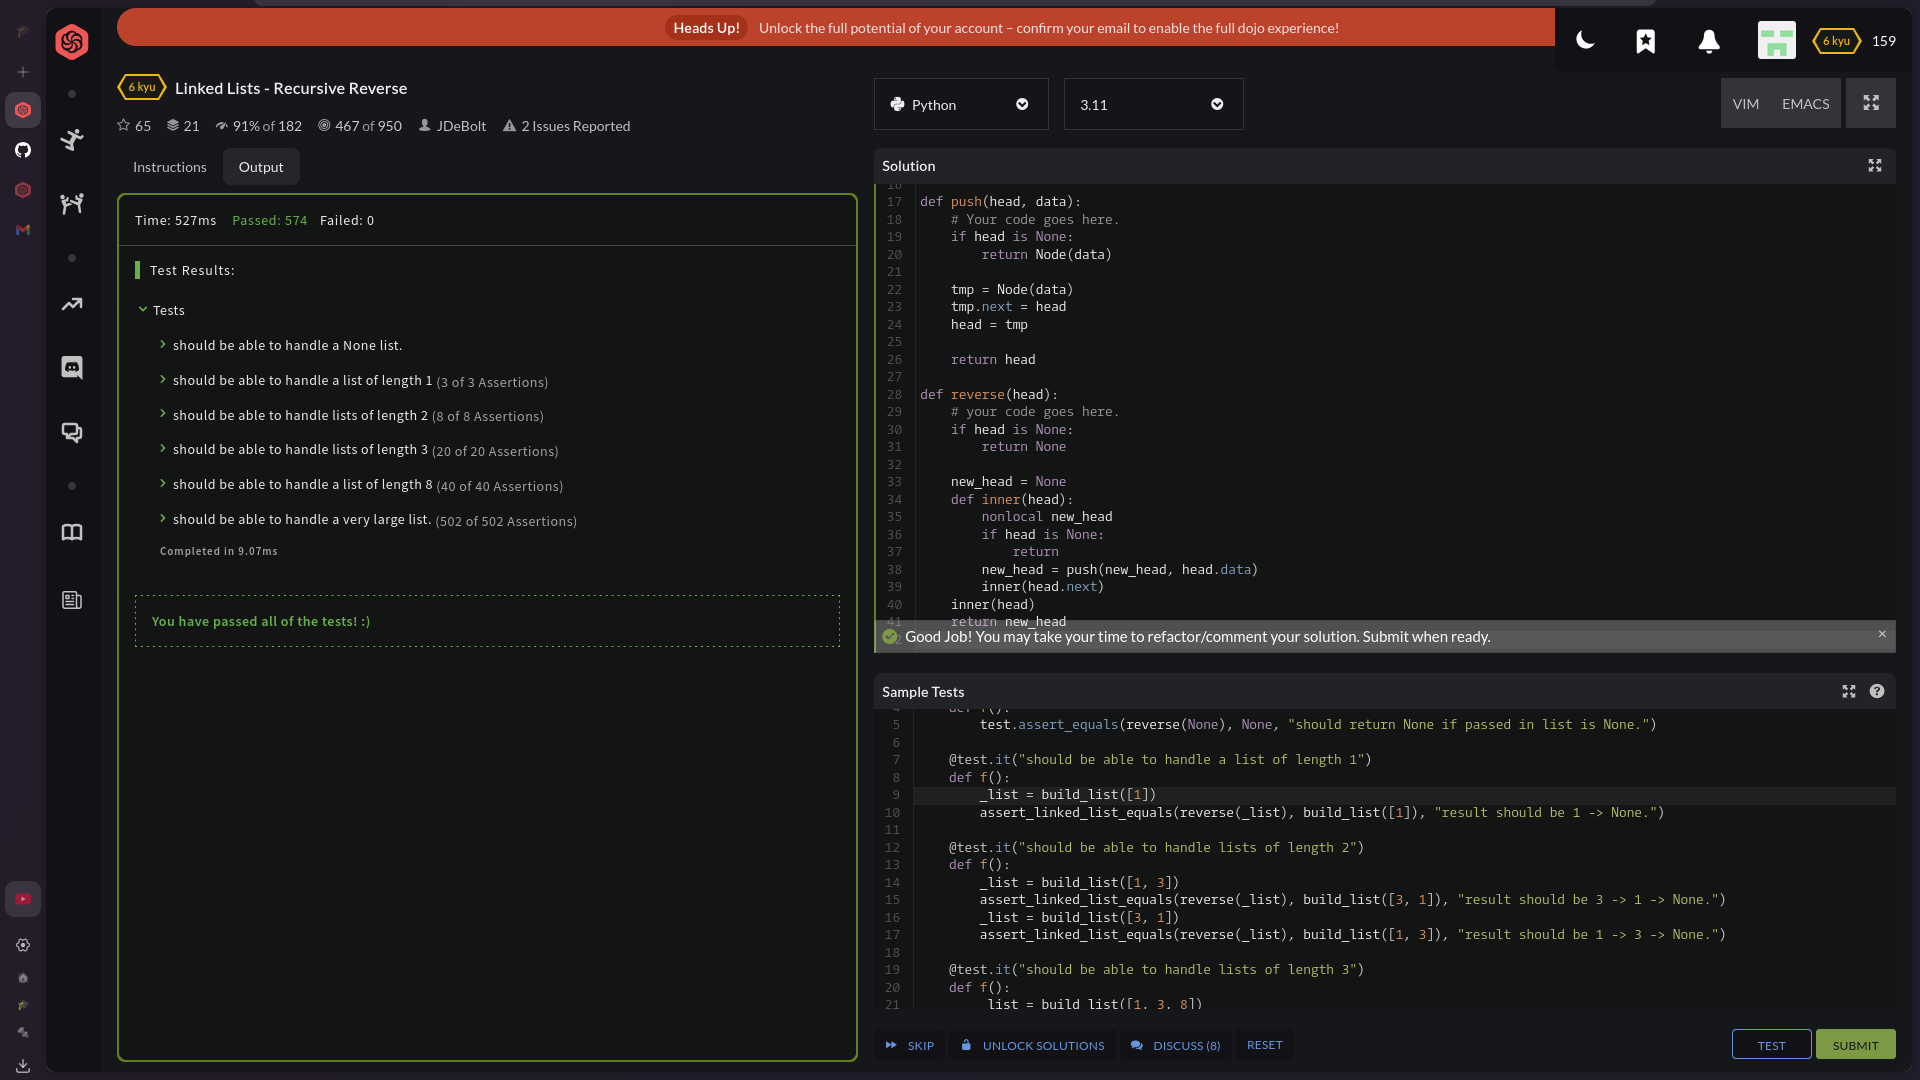 Heads Up! Unlock the full potential of your account – confirm your email to enable the full dojo experience!
6 kyu 159
6 kyu Linked Lists - Recursive Reverse
65 21 91% of 182 467 of 950 JDeBolt 2 Issues Reported
Instructions Output
Time: 527ms Passed: 574 Failed: 0
Test Results:
Tests
should be able to handle a None list.
should be able to handle a list of length 1 (3 of 3 Assertions)
should be able to handle lists of length 2 (8 of 8 Assertions)
should be able to handle lists of length 3 (20 of 20 Assertions)
should be able to handle a list of length 8 (40 of 40 Assertions)
should be able to handle a very large list. (502 of 502 Assertions)
Completed in 9.07ms
You have passed all of the tests! :)
Python 3.11 VIM EMACS
Solution
16
17 def push(head, data):
18     # Your code goes here.
19     if head is None:
20         return Node(data)
21
22     tmp = Node(data)
23     tmp.next = head
24     head = tmp
25
26     return head
27
28 def reverse(head):
29     # your code goes here.
30     if head is None:
31         return None
32
33     new_head = None
34     def inner(head):
35         nonlocal new_head
36         if head is None:
37             return
38         new_head = push(new_head, head.data)
39         inner(head.next)
40     inner(head)
41     return new_head
Good Job! You may take your time to refactor/comment your solution. Submit when ready. ×
Sample Tests
4     def f():
5         test.assert_equals(reverse(None), None, "should return None if passed in list is None.")
6
7     @test.it("should be able to handle a list of length 1")
8     def f():
9         _list = build_list([1])
10         assert_linked_list_equals(reverse(_list), build_list([1]), "result should be 1 -> None.")
11
12     @test.it("should be able to handle lists of length 2")
13     def f():
14         _list = build_list([1, 3])
15         assert_linked_list_equals(reverse(_list), build_list([3, 1]), "result should be 3 -> 1 -> None.")
16         _list = build_list([3, 1])
17         assert_linked_list_equals(reverse(_list), build_list([1, 3]), "result should be 1 -> 3 -> None.")
18
19     @test.it("should be able to handle lists of length 3")
20     def f():
21         _list = build_list([1, 3, 8])
SKIP UNLOCK SOLUTIONS DISCUSS (8) RESET TEST SUBMIT